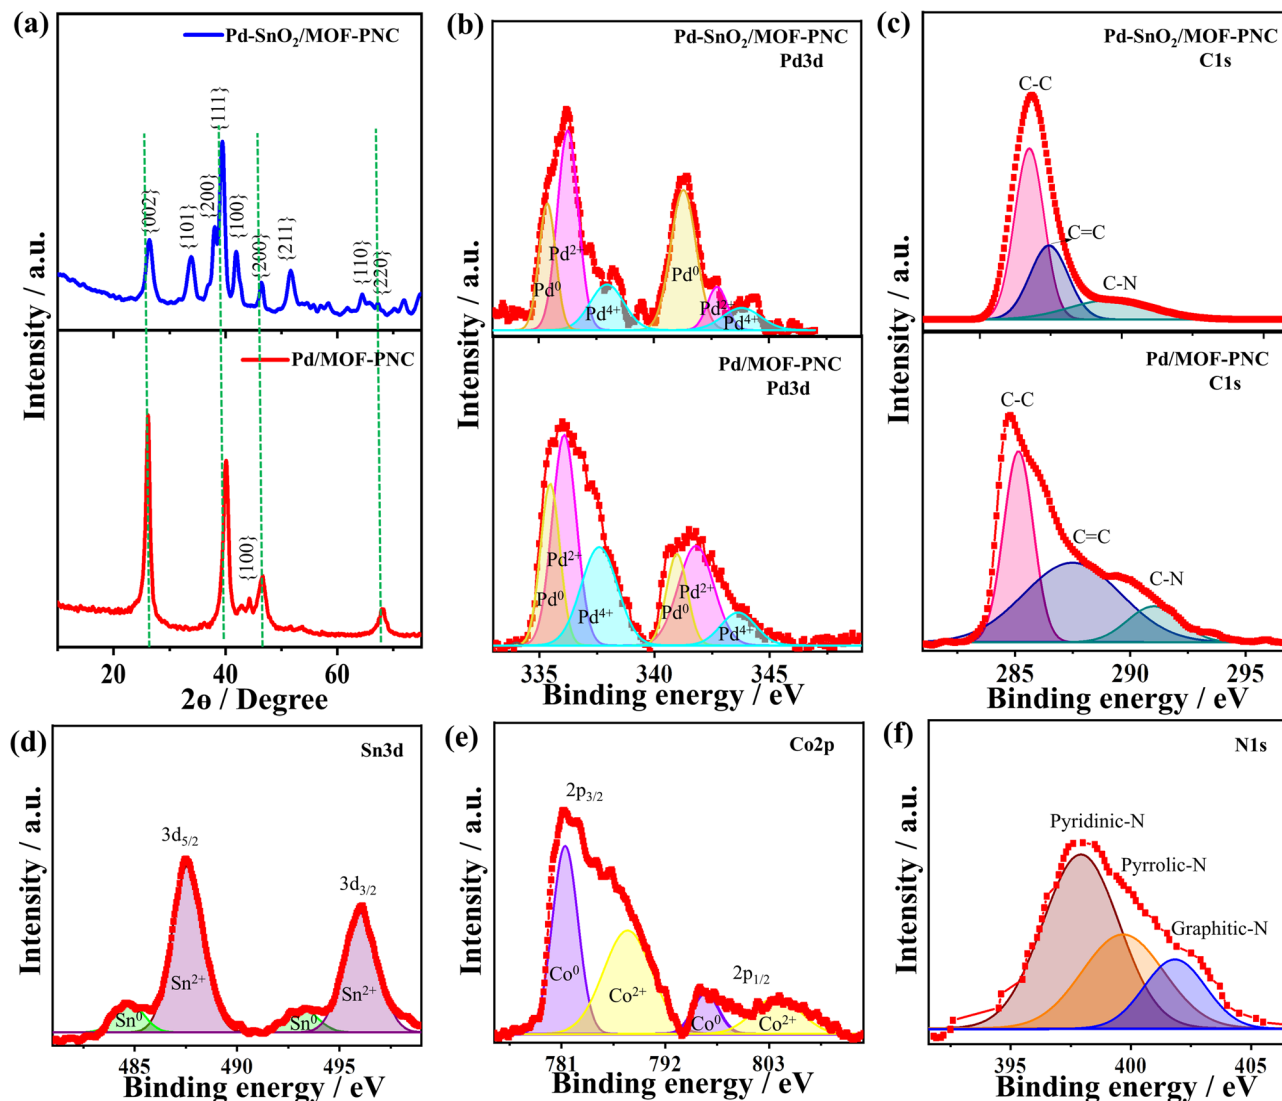 (a)
Pd-SnO₂/MOF-PNC
{002}
{101}
{200}
{111}
{100}
{200}
{211}
{110}
{220}
Pd/MOF-PNC
{100}
Intensity / a.u.
Intensity / a.u.
20 40 60
2ɵ / Degree
(b)
Pd-SnO₂/MOF-PNC
Pd3d
Pd⁰
Pd²⁺
Pd⁴⁺
Pd⁰
Pd²⁺
Pd⁴⁺
Pd/MOF-PNC
Pd3d
Pd⁰
Pd²⁺
Pd⁴⁺
Pd⁰
Pd²⁺
Pd⁴⁺
Intensity / a.u.
Intensity / a.u.
335 340 345
Binding energy / eV
(c)
Pd-SnO₂/MOF-PNC
C1s
C-C
C=C
C-N
Pd/MOF-PNC
C1s
C-C
C=C
C-N
Intensity / a.u.
Intensity / a.u.
285 290 295
Binding energy / eV
(d)
Sn3d
3d₅/₂
3d₃/₂
Sn⁰
Sn²⁺
Sn⁰
Sn²⁺
Intensity / a.u.
485 490 495
Binding energy / eV
(e)
Co2p
2p₃/₂
2p₁/₂
Co⁰
Co²⁺
Co⁰
Co²⁺
Intensity / a.u.
781 792 803
Binding energy / eV
(f)
N1s
Pyridinic-N
Pyrrolic-N
Graphitic-N
Intensity / a.u.
395 400 405
Binding energy / eV